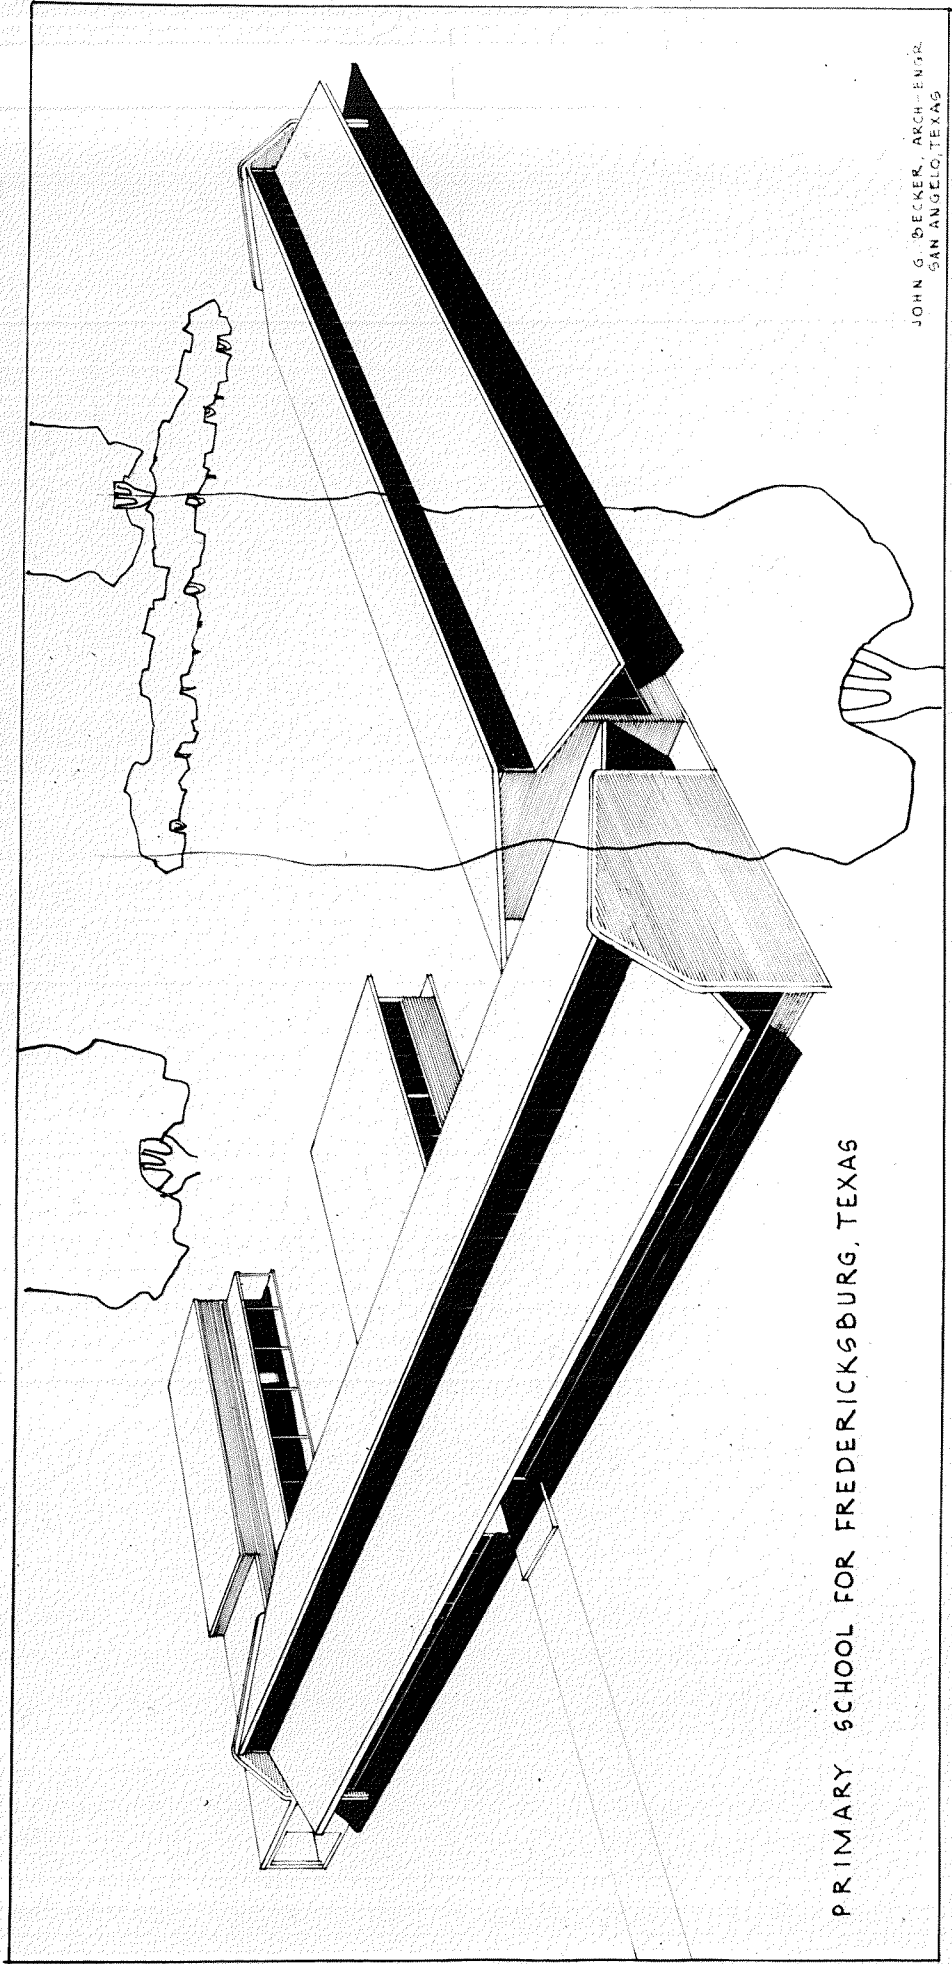 PRIMARY SCHOOL FOR FREDERICKSBURG, TEXAS
JOHN G. BECKER, ARCH-ENGR
SAN ANGELO, TEXAS